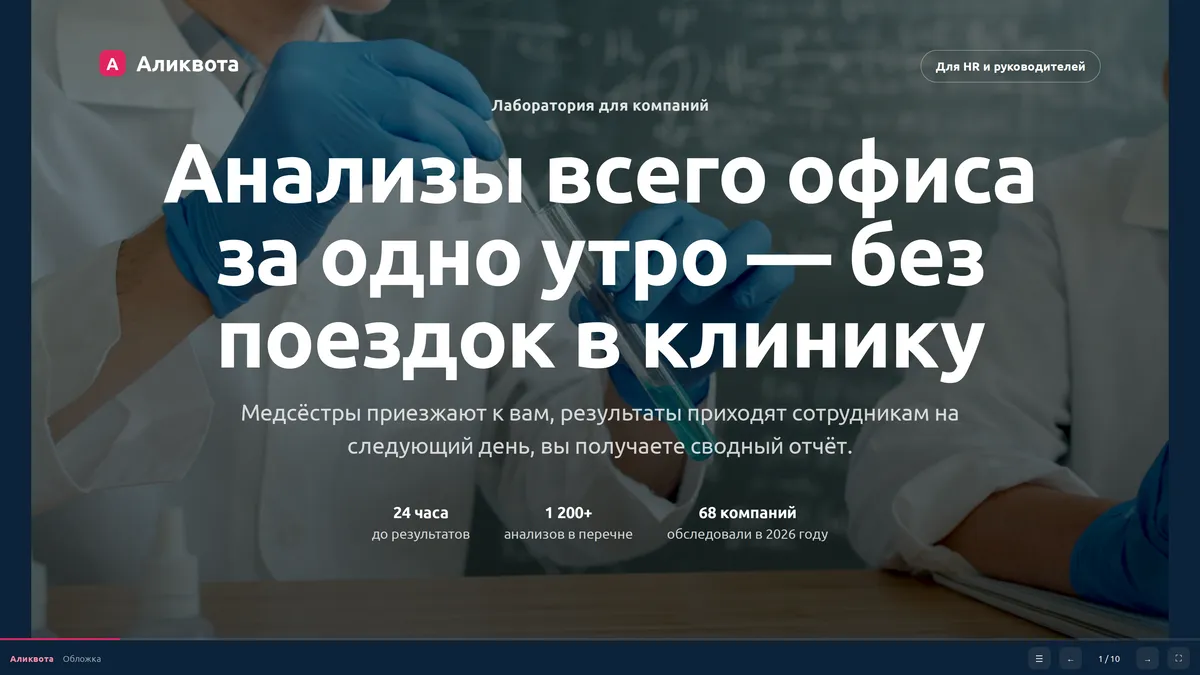 А Аликвота
Для HR и руководителей
Лаборатория для компаний
Анализы всего офиса
за одно утро — без
поездок в клинику
Медсёстры приезжают к вам, результаты приходят сотрудникам на
следующий день, вы получаете сводный отчёт.
24 часа
до результатов
1 200+
анализов в перечне
68 компаний
обследовали в 2026 году
Аликвота Обложка
☰ ← 1 / 10 → ⛶